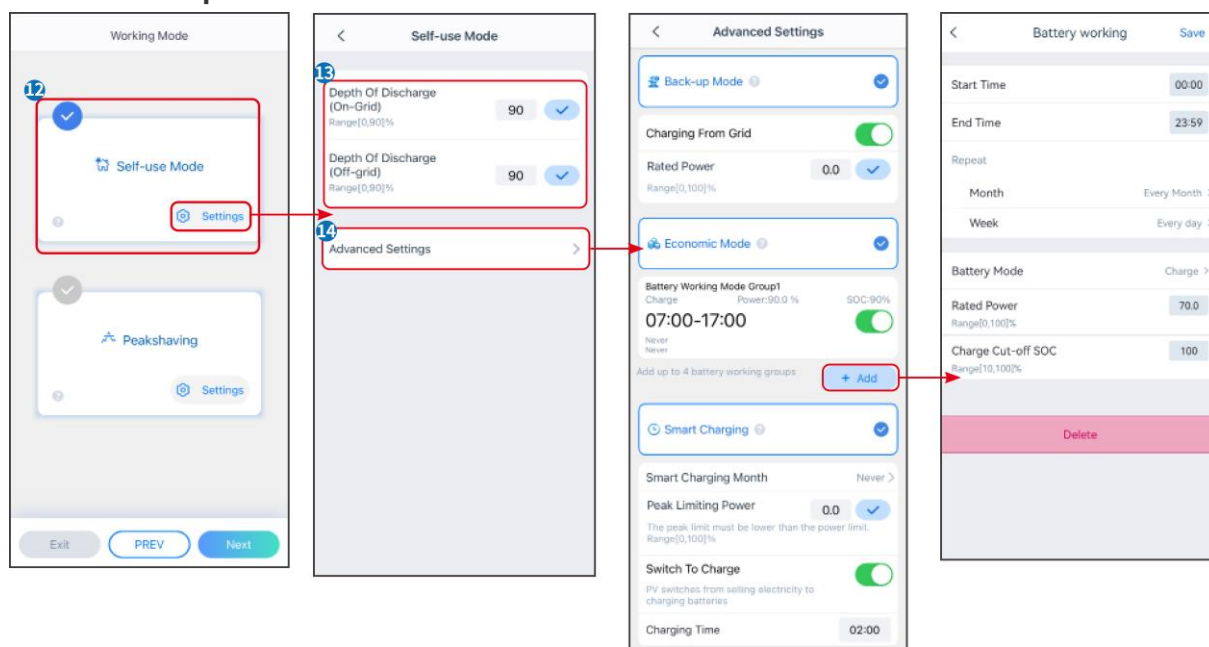 Working Mode
12
Self-use Mode
Settings
Peakshaving
Settings
Exit
PREV
Next
Self-use Mode
13
Depth Of Discharge
(On-Grid)
90
Range[0,90]%
Depth Of Discharge
(Off-grid)
90
Range[0,90]%
14
Advanced Settings
Advanced Settings
Back-up Mode
Charging From Grid
Rated Power
0.0
Range[0,100]%
Economic Mode
Battery Working Mode Group1
Charge Power:90.0 % SOC:90%
07:00-17:00
Never
Never
Add up to 4 battery working groups
+ Add
Smart Charging
Smart Charging Month Never
Peak Limiting Power
0.0
The peak limit must be lower than the power limit.
Range[0,100]%
Switch To Charge
PV switches from selling electricity to
charging batteries
Charging Time 02:00
Battery working Save
Start Time 00:00
End Time 23:59
Repeat
Month Every Month
Week Every day
Battery Mode Charge
Rated Power 70.0
Range[0,100]%
Charge Cut-off SOC 100
Range[10,100]%
Delete